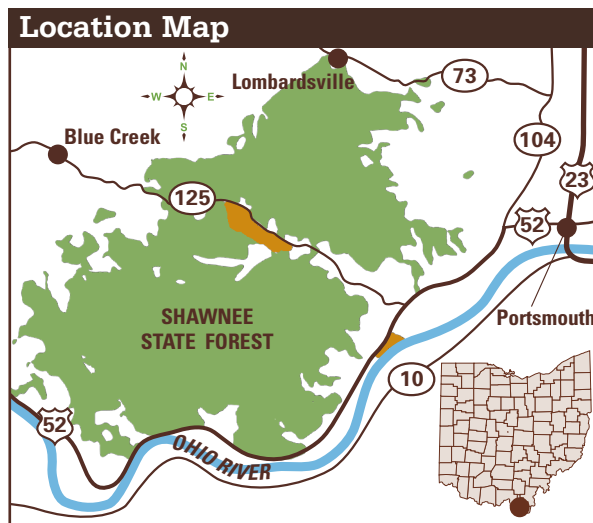 Location Map
N
W
E
S
Lombardsville
73
Blue Creek
104
125
23
52
SHAWNEE
STATE FOREST
Portsmouth
10
52
OHIO RIVER